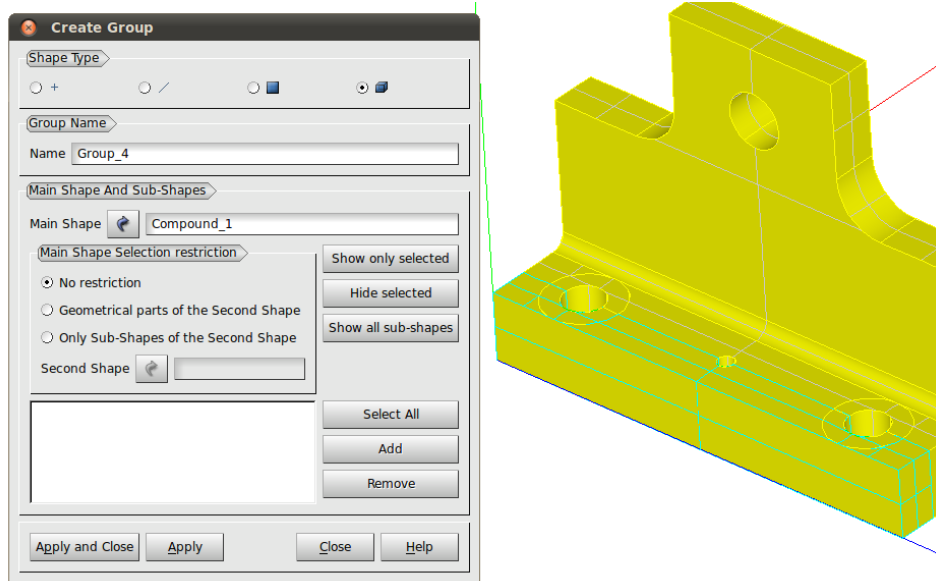 Create Group
Shape Type
Group Name
Name Group_4
Main Shape And Sub-Shapes
Main Shape Compound_1
Main Shape Selection restriction
No restriction
Geometrical parts of the Second Shape
Only Sub-Shapes of the Second Shape
Second Shape
Show only selected
Hide selected
Show all sub-shapes
Select All
Add
Remove
Apply and Close Apply Close Help